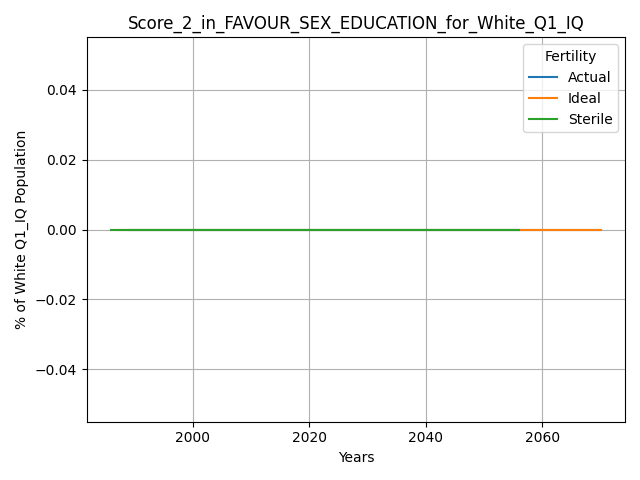 Score_2_in_FAVOUR_SEX_EDUCATION_for_White_Q1_IQ
Fertility
Actual
Ideal
Sterile
0.04
0.02
0.00
−0.02
−0.04
% of White Q1_IQ Population
2000 2020 2040 2060
Years